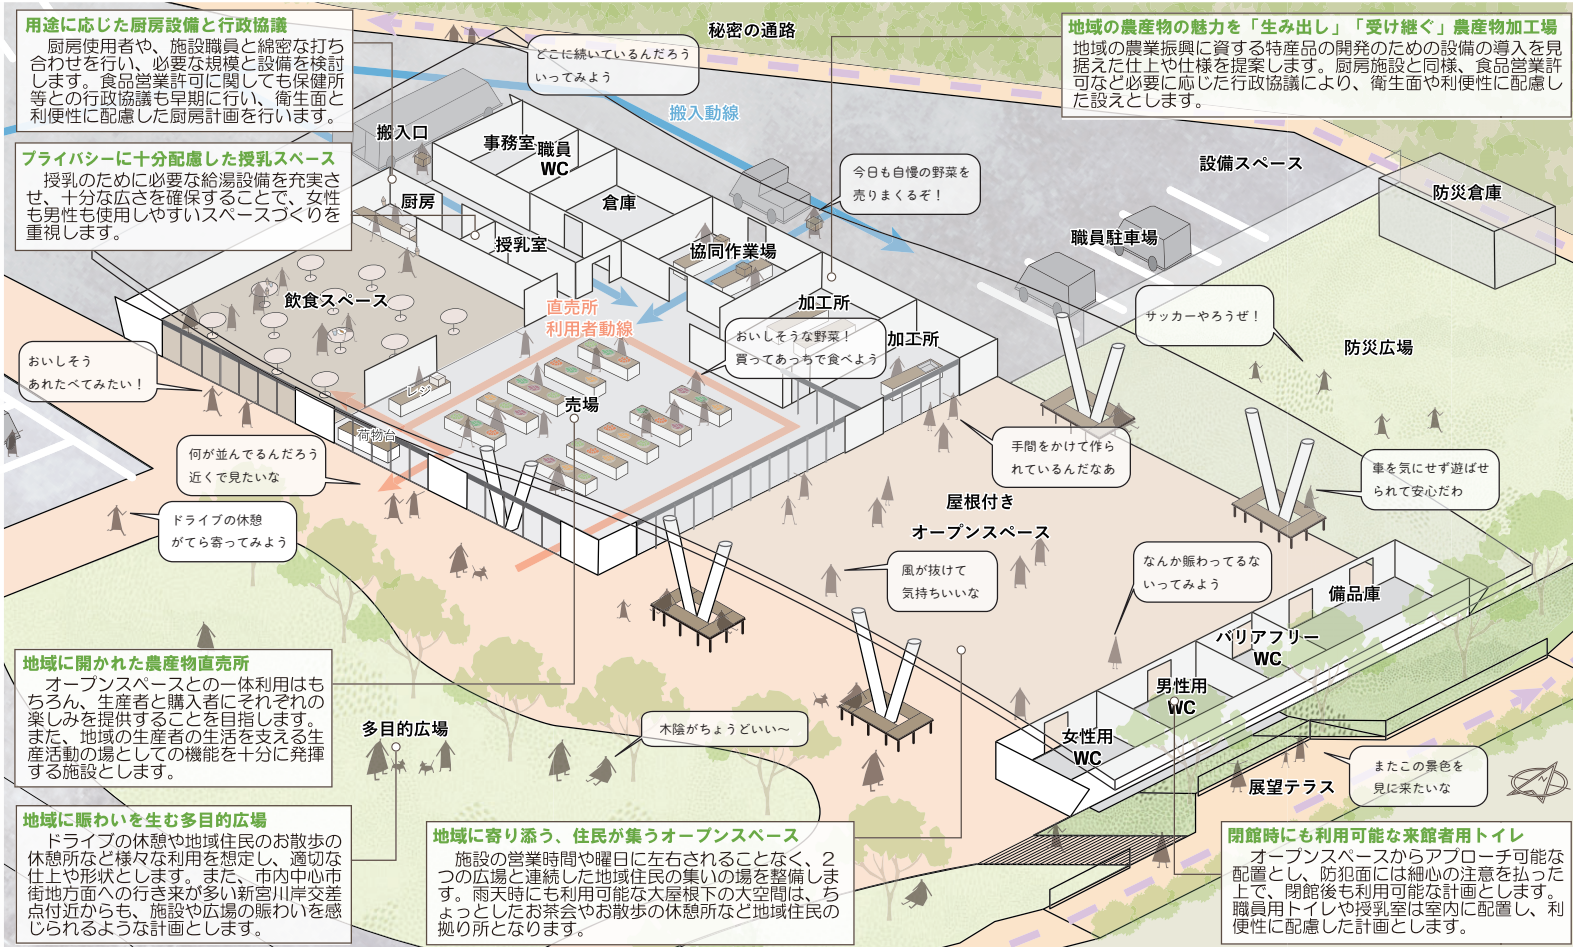 用途に応じた厨房設備と行政協議
厨房使用者や、施設職員と綿密な打ち
合わせを行い、必要な規模と設備を検討
します。食品営業許可に関しても保健所
等との行政協議も早期に行い、衛生面と
利便性に配慮した厨房計画を行います。
プライバシーに十分配慮した授乳スペース
授乳のために必要な給湯設備を充実さ
せ、十分な広さを確保することで、女性
も男性も使用しやすいスペースづくりを
重視します。
秘密の通路
どこに続いているんだろう
いってみよう
地域の農産物の魅力を「生み出し」「受け継ぐ」農産物加工場
地域の農業振興に資する特産品の開発のための設備の導入を見
据えた仕上や仕様を提案します。厨房施設と同様、食品営業許
可など必要に応じた行政協議により、衛生面や利便性に配慮し
た設えとします。
搬入動線
搬入口
事務室
職員
WC
倉庫
厨房
授乳室
協同作業場
今日も自慢の野菜を
売りまくるぞ！
設備スペース
防災倉庫
職員駐車場
飲食スペース
直売所
利用者動線
加工所
加工所
おいしそうな野菜！
買ってあっちで食べよう
サッカーやろうぜ！
防災広場
おいしそう
あれたべてみたい！
レジ
売場
荷物台
何が並んでるんだろう
近くで見たいな
ドライブの休憩
がてら寄ってみよう
手間をかけて作ら
れているんだなあ
車を気にせず遊ばせ
られて安心だわ
屋根付き
オープンスペース
風が抜けて
気持ちいいな
なんか賑わってるな
いってみよう
備品庫
バリアフリー
WC
男性用
WC
女性用
WC
地域に開かれた農産物直売所
オープンスペースとの一体利用はも
ちろん、生産者と購入者にそれぞれの
楽しみを提供することを目指します。
また、地域の生産者の生活を支える生
産活動の場としての機能を十分に発揮
する施設とします。
多目的広場
木陰がちょうどいい～
展望テラス
またこの景色を
見に来たいな
N
地域に賑わいを生む多目的広場
ドライブの休憩や地域住民のお散歩の
休憩所など様々な利用を想定し、適切な
仕上や形状とします。また、市内中心市
街地方面への行き来が多い新宮川岸交差
点付近からも、施設や広場の賑わいを感
じられるような計画とします。
地域に寄り添う、住民が集うオープンスペース
施設の営業時間や曜日に左右されることなく、２
つの広場と連続した地域住民の集いの場を整備しま
す。雨天時にも利用可能な大屋根下の大空間は、ち
ょっとしたお茶会やお散歩の休憩所など地域住民の
拠り所となります。
閉館時にも利用可能な来館者用トイレ
オープンスペースからアプローチ可能な
配置とし、防犯面には細心の注意を払った
上で、閉館後も利用可能な計画とします。
職員用トイレや授乳室は室内に配置し、利
便性に配慮した計画とします。